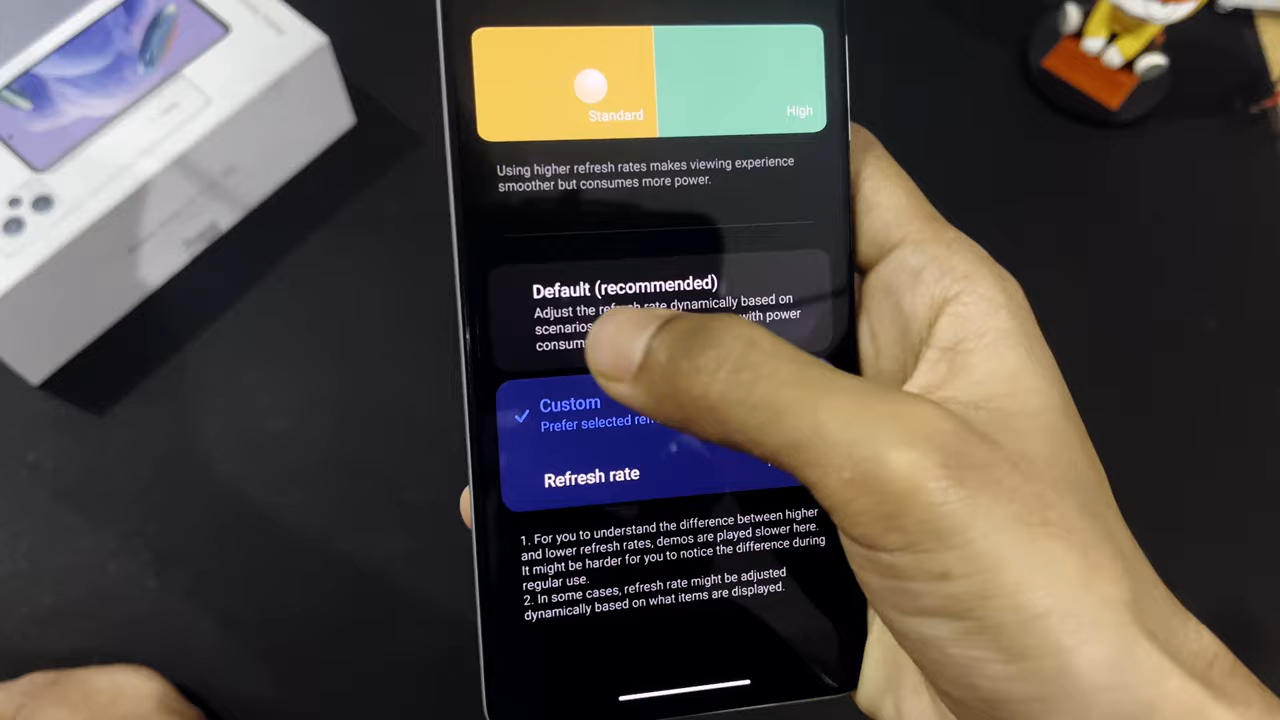 Standard
High
Using higher refresh rates makes viewing experience
smoother but consumes more power.
Default (recommended)
Adjust the refresh rate dynamically based on
scenarios with power
Custom
Prefer selected
Refresh rate
1. For you to understand the difference between higher
and lower refresh rates, demos are played slower here.
It might be harder for you to notice the difference during
regular use.
2. In some cases, refresh rate might be adjusted
dynamically based on what items are displayed.